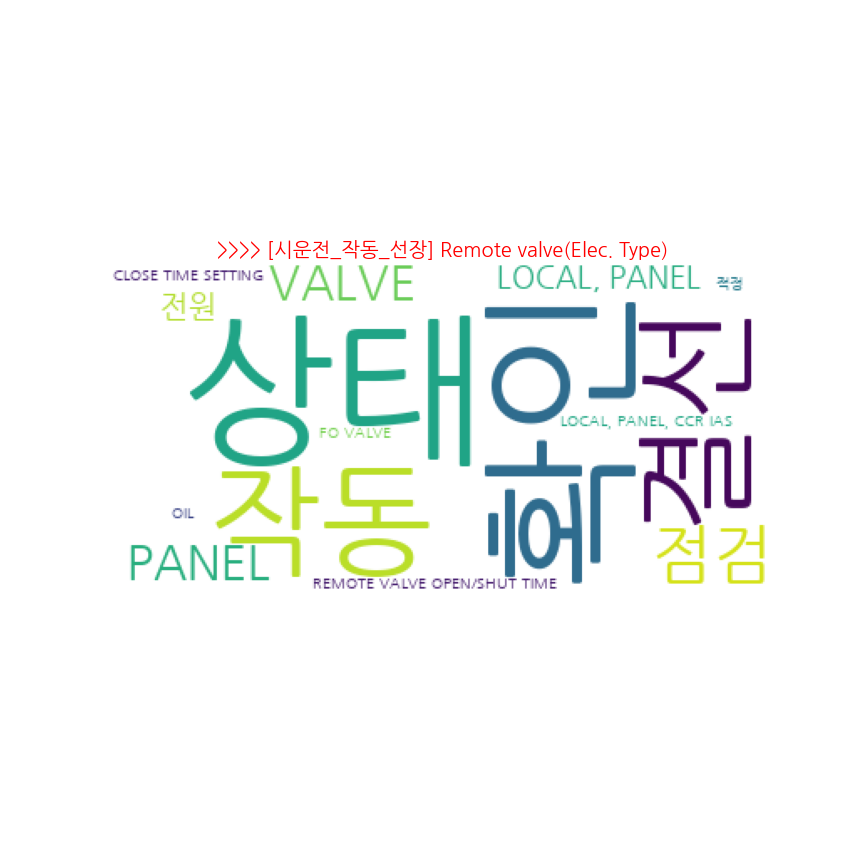 >>>> [시운전_작동_선장] Remote valve(Elec. Type)
CLOSE TIME SETTING
VALVE
LOCAL, PANEL
적정
전원
상태
확인
결선
LOCAL, PANEL, CCR IAS
FO VALVE
작동
OIL
점검
PANEL
REMOTE VALVE OPEN/SHUT TIME